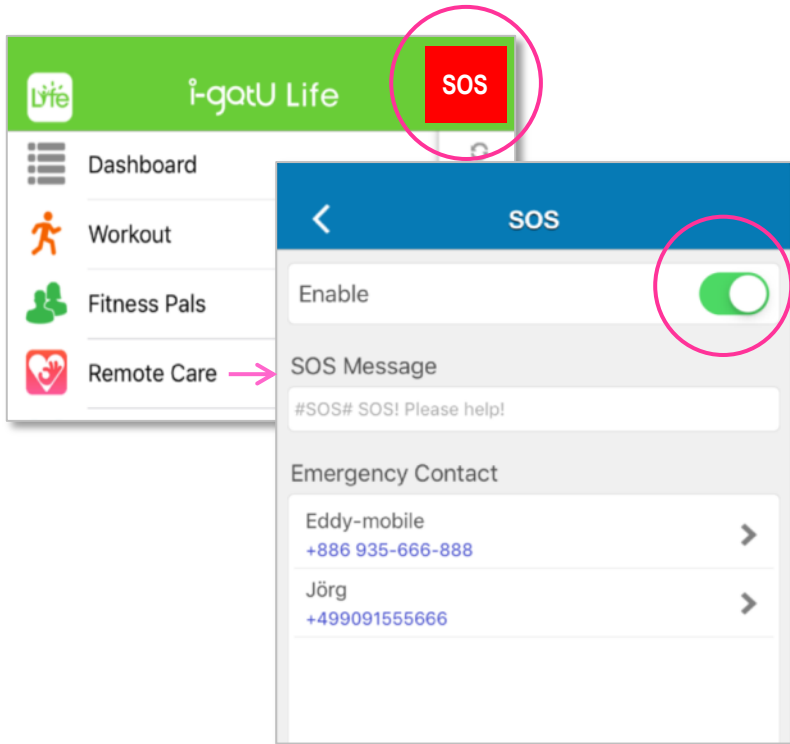 Life
i-gotU Life
SOS
Dashboard
Workout
Fitness Pals
Remote Care
SOS
Enable
SOS Message
#SOS# SOS! Please help!
Emergency Contact
Eddy-mobile
+886 935-666-888
Jörg
+499091555666